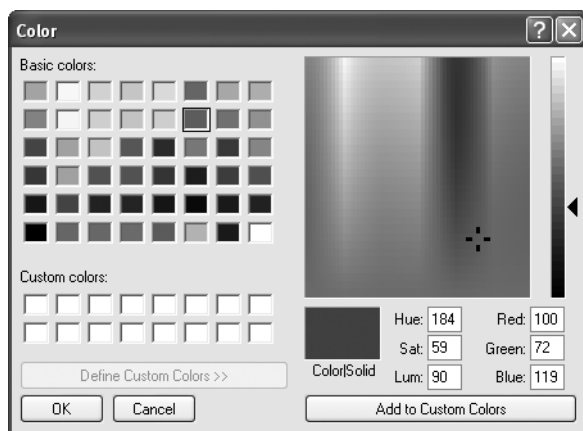 Color
Basic colors:
Custom colors:
Define Custom Colors >>
OK Cancel
Color|Solid
Hue: 184 Red: 100
Sat: 59 Green: 72
Lum: 90 Blue: 119
Add to Custom Colors